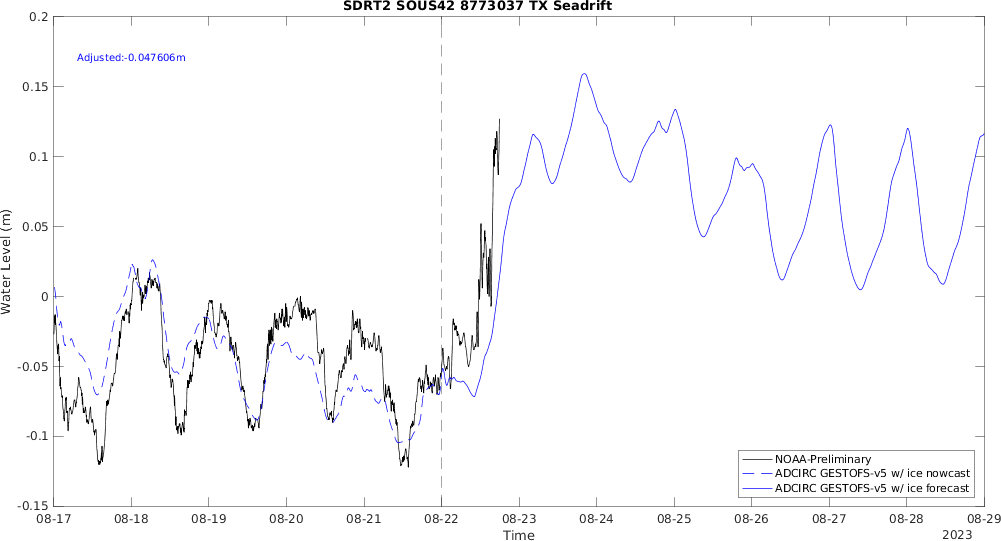 SDRT2 SOUS42 8773037 TX Seadrift
0.2
Adjusted:-0.047606m
0.15
0.1
0.05
0
-0.05
-0.1
-0.15
Water Level (m)
NOAA-Preliminary
ADCIRC GESTOFS-v5 w/ ice nowcast
ADCIRC GESTOFS-v5 w/ ice forecast
08-17 08-18 08-19 08-20 08-21 08-22 08-23 08-24 08-25 08-26 08-27 08-28 08-29
Time
2023